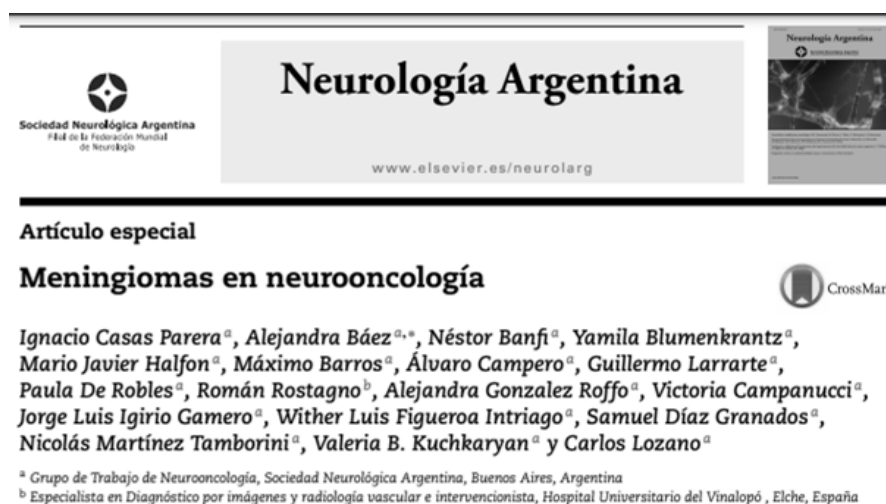 Neurología Argentina
Sociedad Neurológica Argentina
Filial de la Federación Mundial
de Neurología
www.elsevier.es/neurolarg
Neurología Argentina
Artículo especial
Meningiomas en neurooncología
CrossMar
Ignacio Casas Parera a, Alejandra Báez a,*, Néstor Banfi a, Yamila Blumenkrantz a,
Mario Javier Halfon a, Máximo Barros a, Álvaro Campero a, Guillermo Larrarte a,
Paula De Robles a, Román Rostagno b, Alejandra Gonzalez Roffo a, Victoria Campanucci a,
Jorge Luis Igirio Gamero a, Wither Luis Figueroa Intriago a, Samuel Díaz Granados a,
Nicolás Martínez Tamborini a, Valeria B. Kuchkaryan a y Carlos Lozano a
a Grupo de Trabajo de Neurooncología, Sociedad Neurológica Argentina, Buenos Aires, Argentina
b Especialista en Diagnóstico por imágenes y radiología vascular e intervencionista, Hospital Universitario del Vinalopó , Elche, España